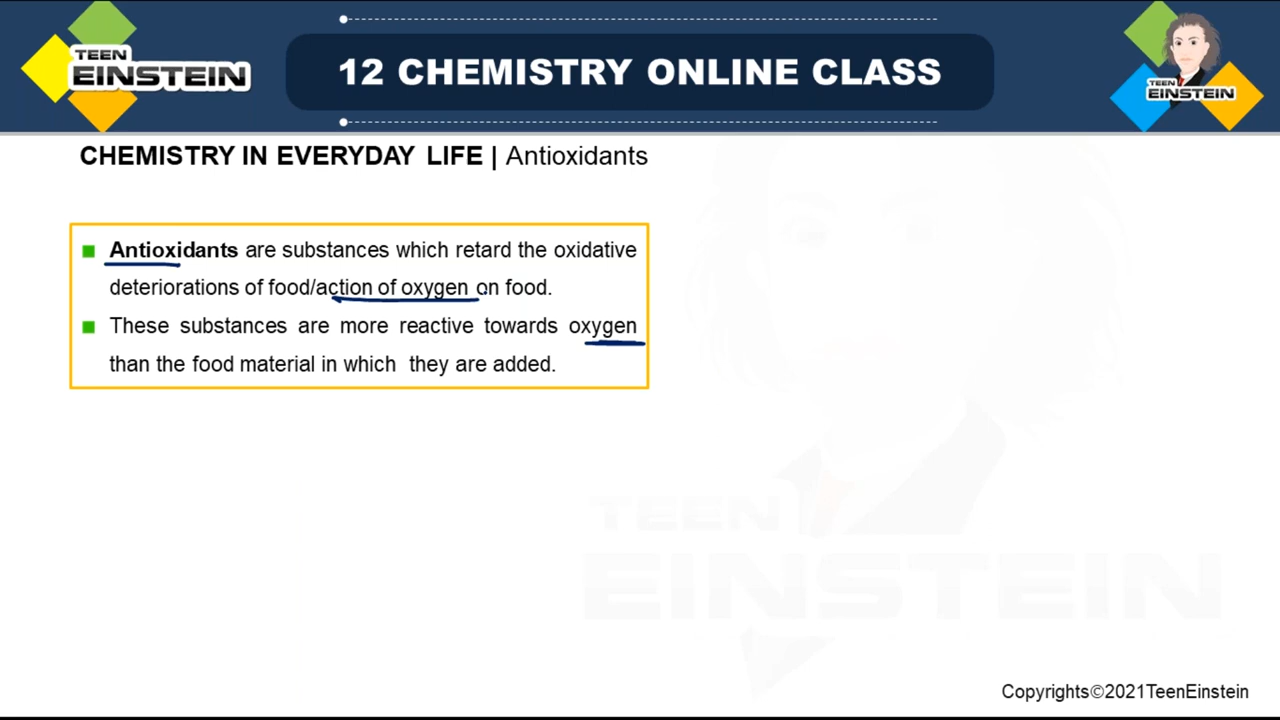 TEEN
EINSTEIN
12 CHEMISTRY ONLINE CLASS
TEEN
EINSTEIN
CHEMISTRY IN EVERYDAY LIFE | Antioxidants
Antioxidants are substances which retard the oxidative
deteriorations of food/action of oxygen on food.
These substances are more reactive towards oxygen
than the food material in which they are added.
TEEN
EINSTEIN
Copyrights©2021TeenEinstein